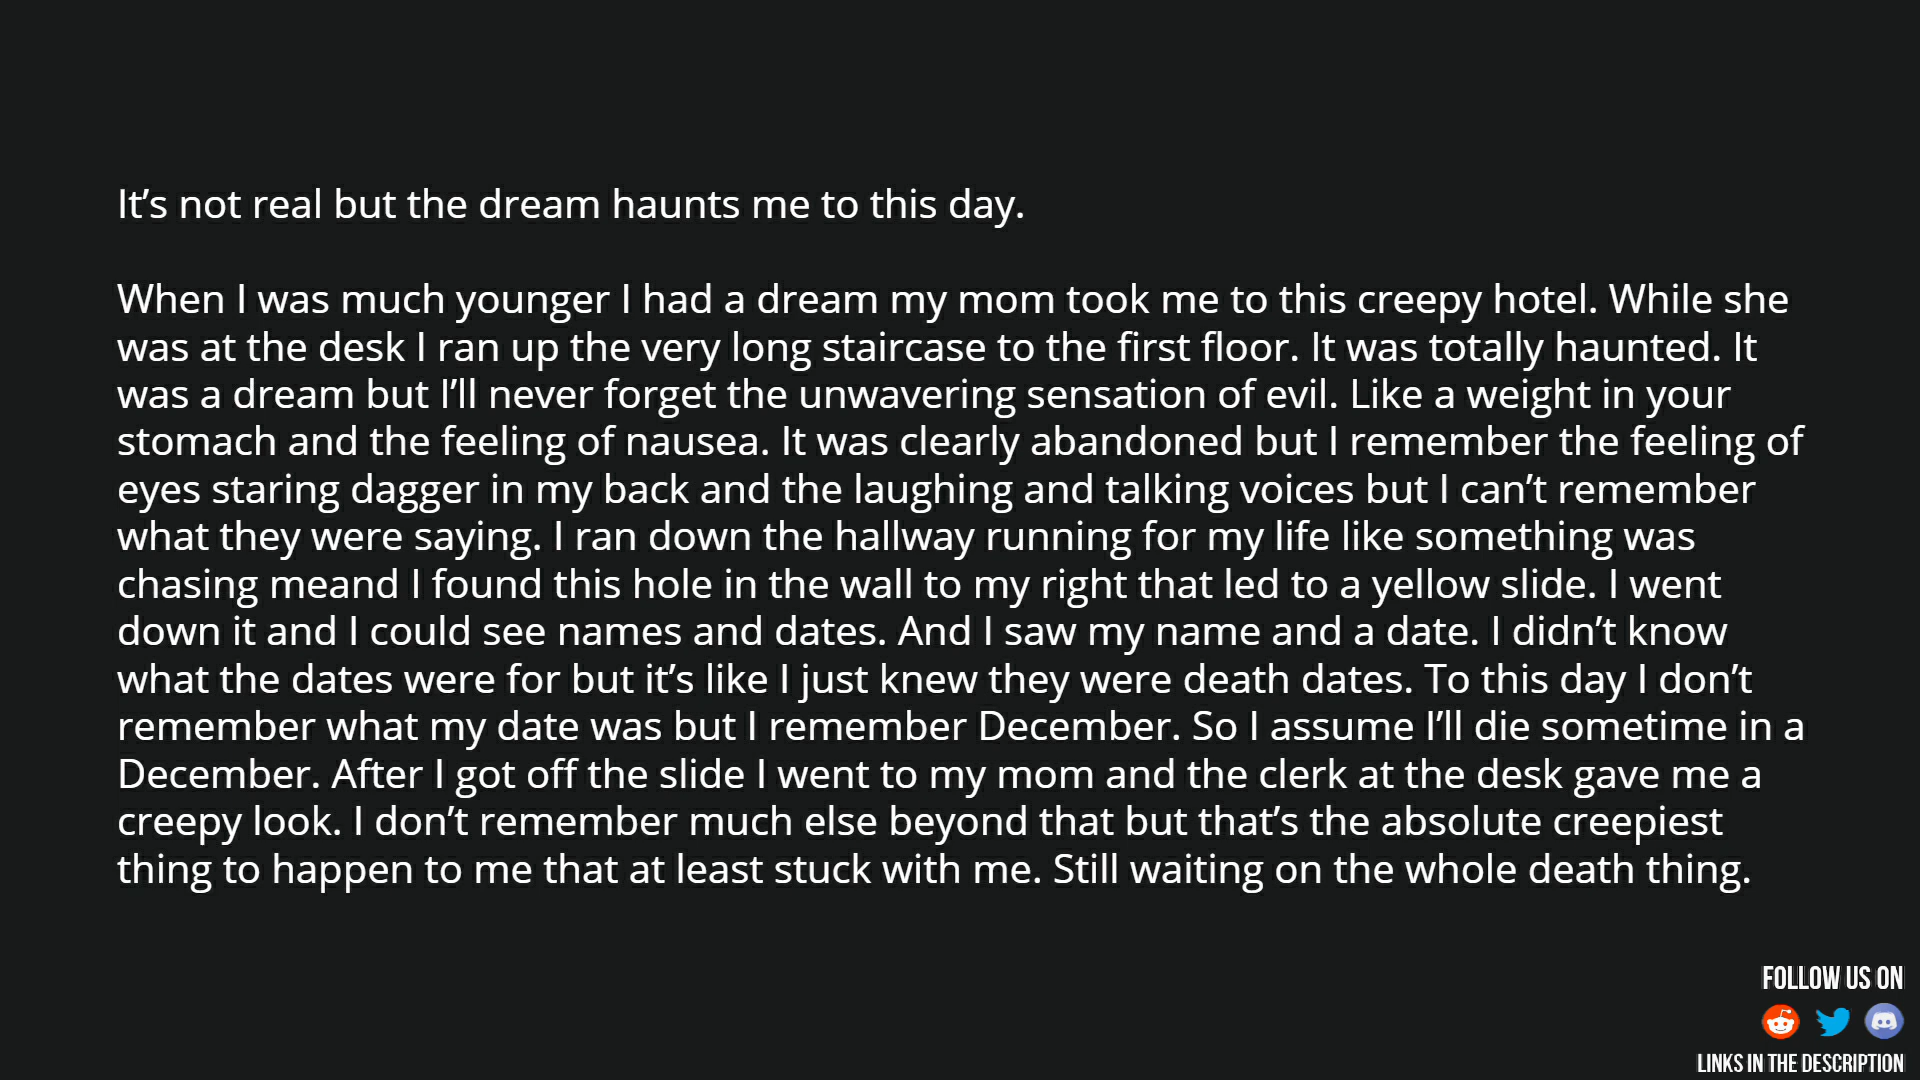 It’s not real but the dream haunts me to this day.
When I was much younger I had a dream my mom took me to this creepy hotel. While she
was at the desk I ran up the very long staircase to the first floor. It was totally haunted. It
was a dream but I’ll never forget the unwavering sensation of evil. Like a weight in your
stomach and the feeling of nausea. It was clearly abandoned but I remember the feeling of
eyes staring dagger in my back and the laughing and talking voices but I can’t remember
what they were saying. I ran down the hallway running for my life like something was
chasing meand I found this hole in the wall to my right that led to a yellow slide. I went
down it and I could see names and dates. And I saw my name and a date. I didn’t know
what the dates were for but it’s like I just knew they were death dates. To this day I don’t
remember what my date was but I remember December. So I assume I’ll die sometime in a
December. After I got off the slide I went to my mom and the clerk at the desk gave me a
creepy look. I don’t remember much else beyond that but that’s the absolute creepiest
thing to happen to me that at least stuck with me. Still waiting on the whole death thing.
FOLLOW US ON
LINKS IN THE DESCRIPTION